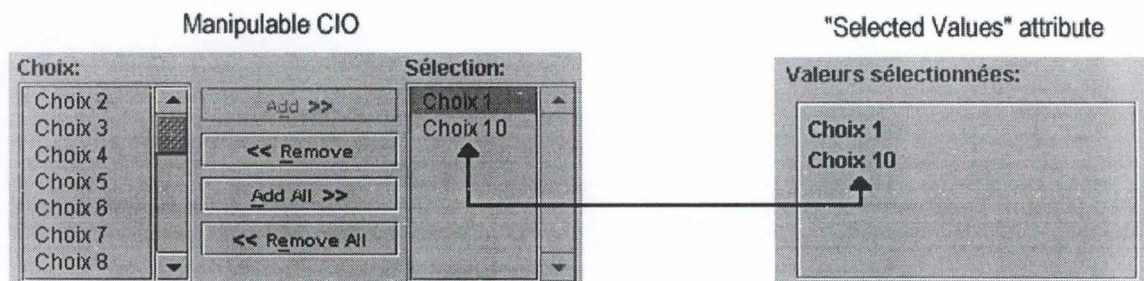 Manipulable CIO
"Selected Values" attribute
Choix:
Choix 2
Choix 3
Choix 4
Choix 5
Choix 6
Choix 7
Choix 8
Add >>
<< Remove
Add All >>
<< Remove All
Sélection:
Choix 1
Choix 10
Valeurs sélectionnées:
Choix 1
Choix 10